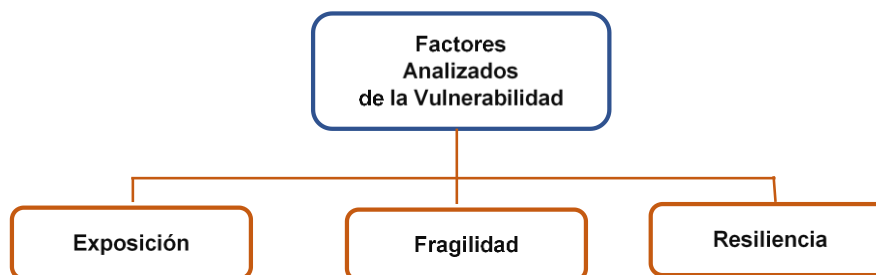 Factores
Analizados
de la Vulnerabilidad
Exposición
Fragilidad
Resiliencia